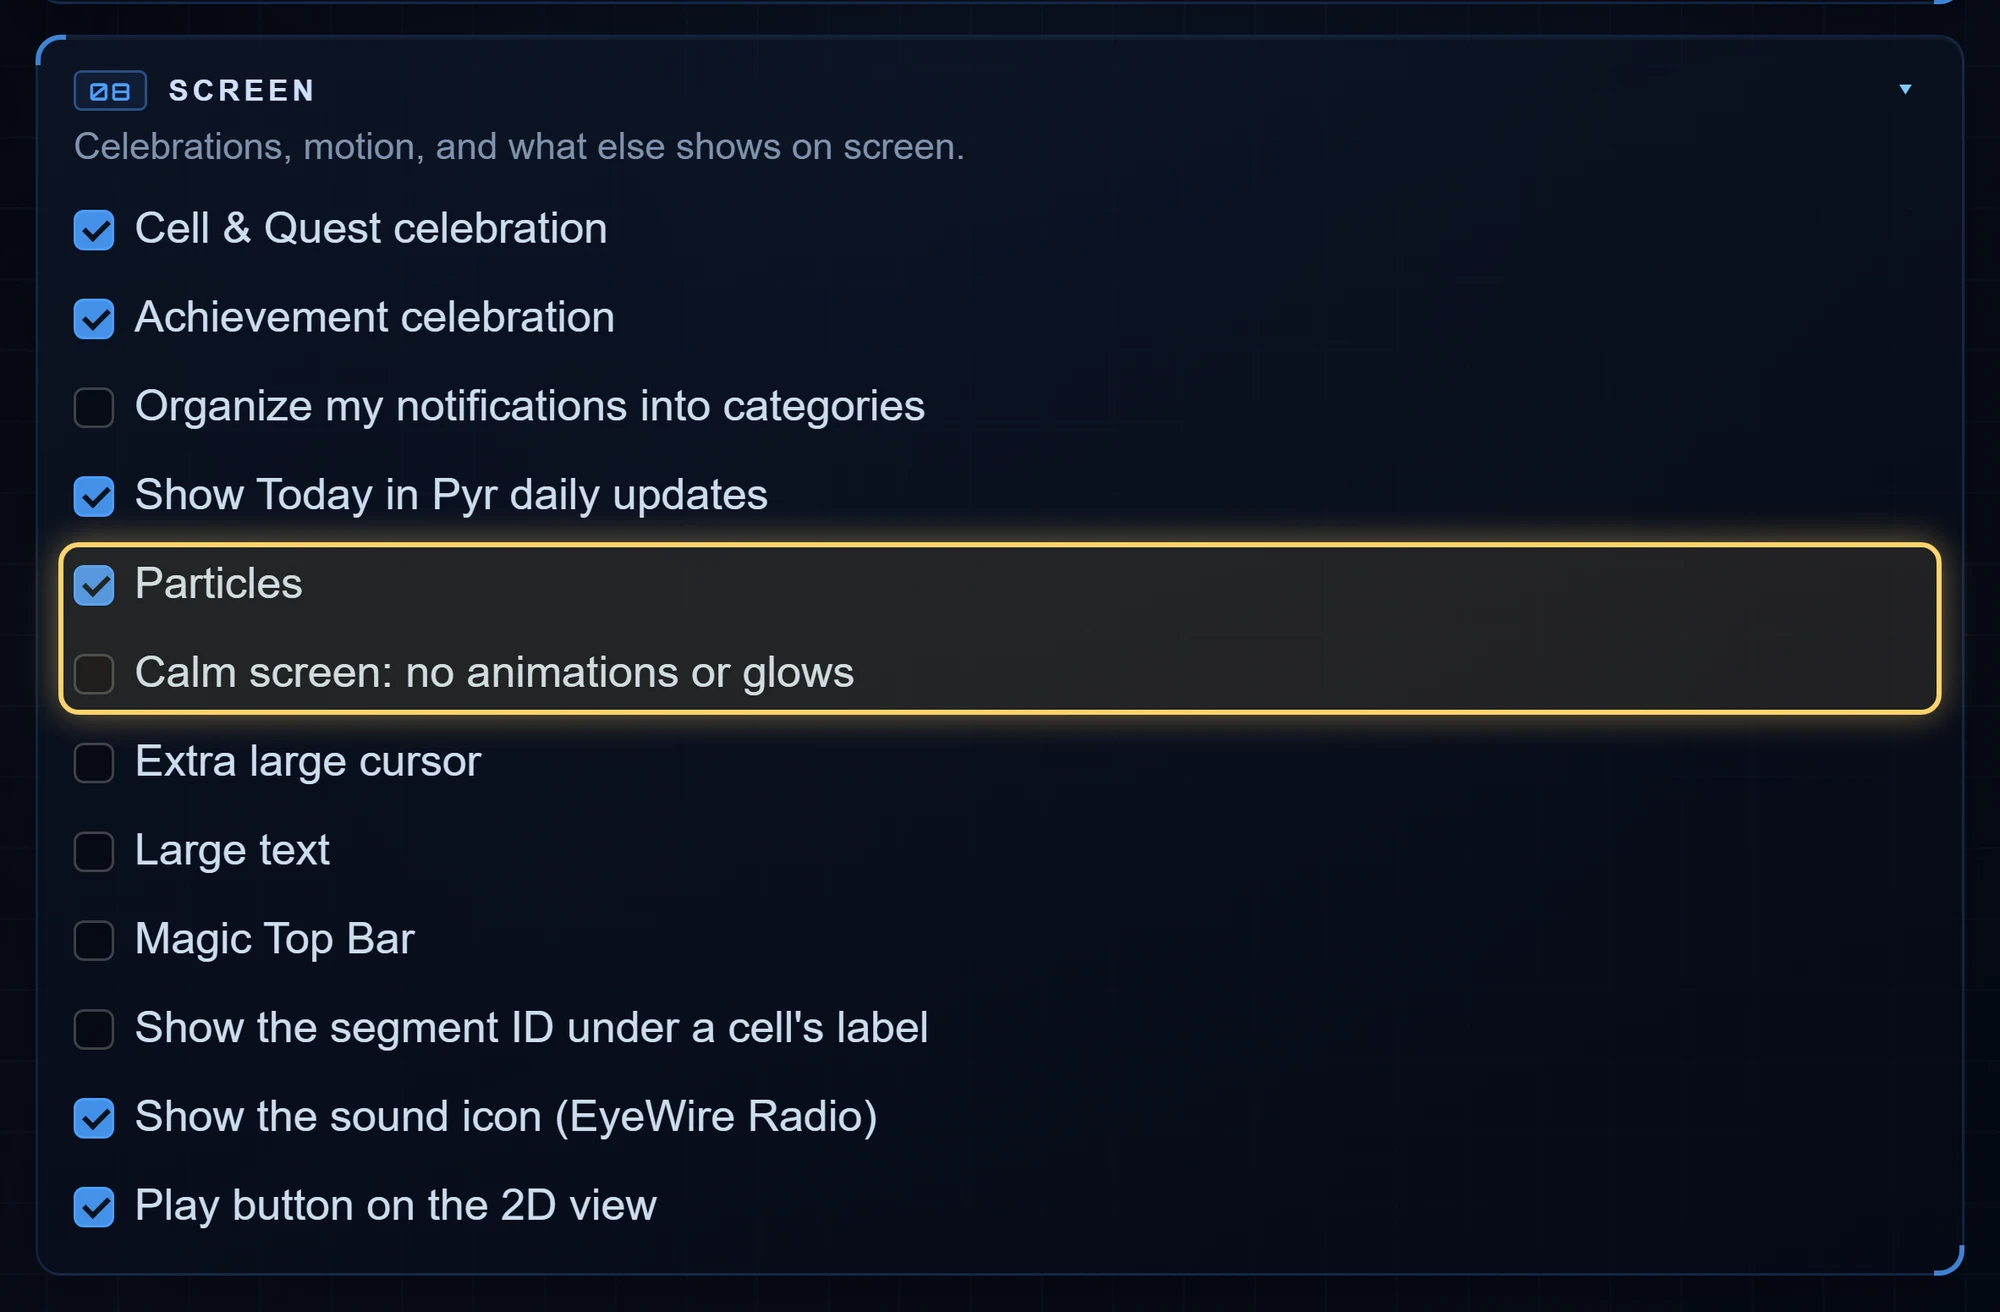 08 SCREEN
Celebrations, motion, and what else shows on screen.
Cell & Quest celebration
Achievement celebration
Organize my notifications into categories
Show Today in Pyr daily updates
Particles
Calm screen: no animations or glows
Extra large cursor
Large text
Magic Top Bar
Show the segment ID under a cell's label
Show the sound icon (EyeWire Radio)
Play button on the 2D view